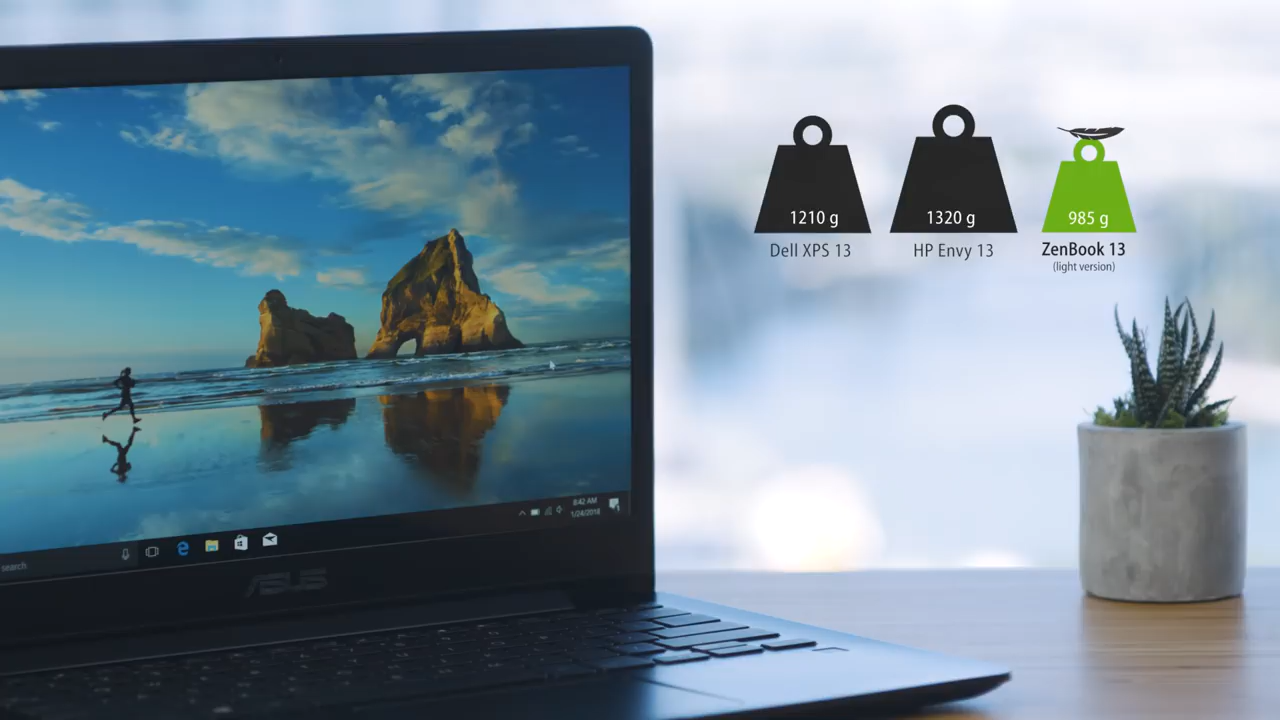 1210 g
1320 g
985 g
Dell XPS 13
HP Envy 13
ZenBook 13
(light version)
8:42 AM
1/24/2018
search
ASUS